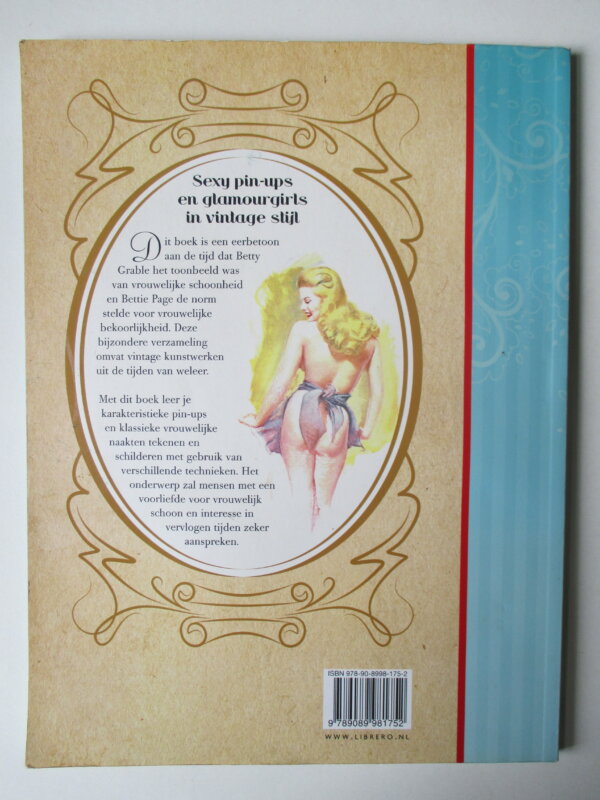 Sexy pin-ups
en glamourgirls
in vintage stijl
Dit boek is een eerbetoon
aan de tijd dat Betty
Grable het toonbeeld was
van vrouwelijke schoonheid
en Bettie Page de norm
stelde voor vrouwelijke
bekoorlijkheid. Deze
bijzondere verzameling
omvat vintage kunstwerken
uit de tijden van weleer.
Met dit boek leer je
karakteristieke pin-ups
en klassieke vrouwelijke
naakten tekenen en
schilderen met gebruik van
verschillende technieken. Het
onderwerp zal mensen met een
voorliefde voor vrouwelijk
schoon en interesse in
vervlogen tijden zeker
aanspreken.
ISBN 978-90-8998-175-2
9 789089 981752
WWW.LIBRERO.NL